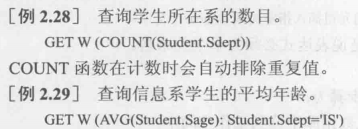 [例 2.28] 查询学生所在系的数目。
GET W (COUNT(Student.Sdept))
COUNT 函数在计数时会自动排除重复值。
[例 2.29] 查询信息系学生的平均年龄。
GET W (AVG(Student.Sage): Student.Sdept='IS')